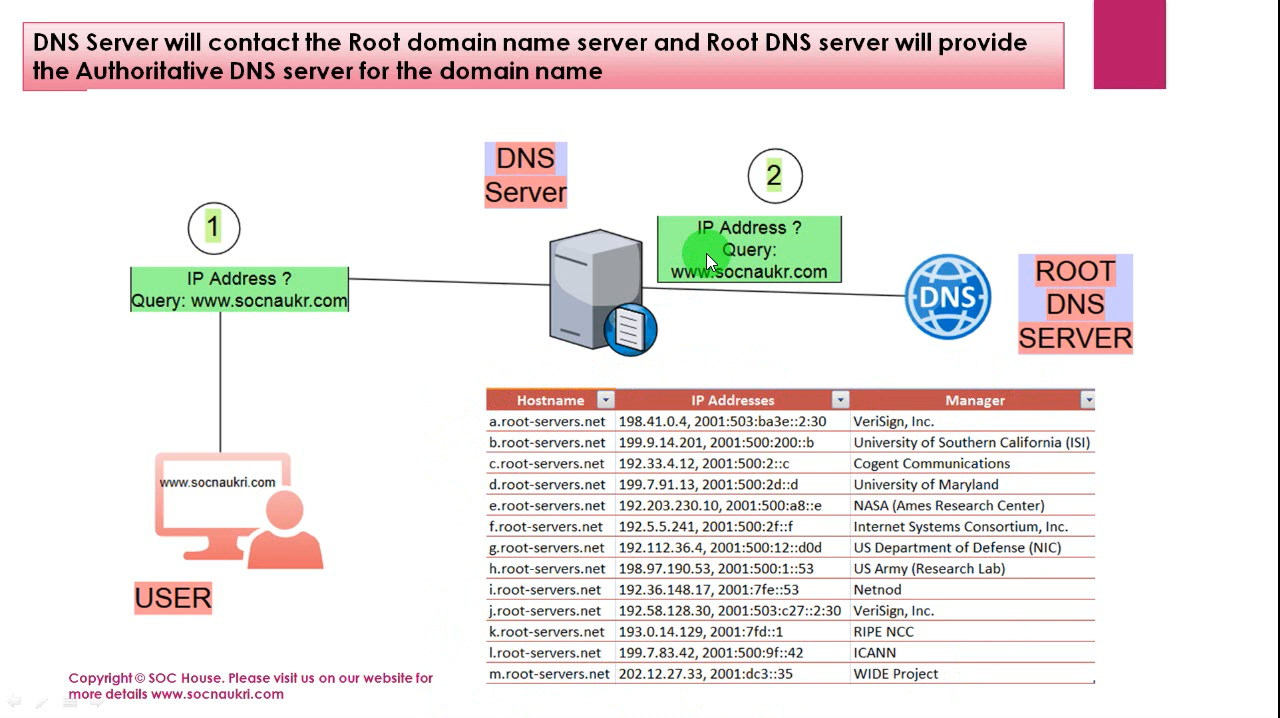 DNS Server will contact the Root domain name server and Root DNS server will provide
the Authoritative DNS server for the domain name
DNS
Server
2
1
IP Address ?
Query:
www.socnaukr.com
IP Address ?
Query: www.socnaukr.com
DNS
ROOT
DNS
SERVER
www.socnaukri.com
USER
Hostname IP Addresses Manager
a.root-servers.net 198.41.0.4, 2001:503:ba3e::2:30 VeriSign, Inc.
b.root-servers.net 199.9.14.201, 2001:500:200::b University of Southern California (ISI)
c.root-servers.net 192.33.4.12, 2001:500:2::c Cogent Communications
d.root-servers.net 199.7.91.13, 2001:500:2d::d University of Maryland
e.root-servers.net 192.203.230.10, 2001:500:a8::e NASA (Ames Research Center)
f.root-servers.net 192.5.5.241, 2001:500:2f::f Internet Systems Consortium, Inc.
g.root-servers.net 192.112.36.4, 2001:500:12::d0d US Department of Defense (NIC)
h.root-servers.net 198.97.190.53, 2001:500:1::53 US Army (Research Lab)
i.root-servers.net 192.36.148.17, 2001:7fe::53 Netnod
j.root-servers.net 192.58.128.30, 2001:503:c27::2:30 VeriSign, Inc.
k.root-servers.net 193.0.14.129, 2001:7fd::1 RIPE NCC
l.root-servers.net 199.7.83.42, 2001:500:9f::42 ICANN
m.root-servers.net 202.12.27.33, 2001:dc3::35 WIDE Project
Copyright © SOC House. Please visit us on our website for
more details www.socnaukri.com